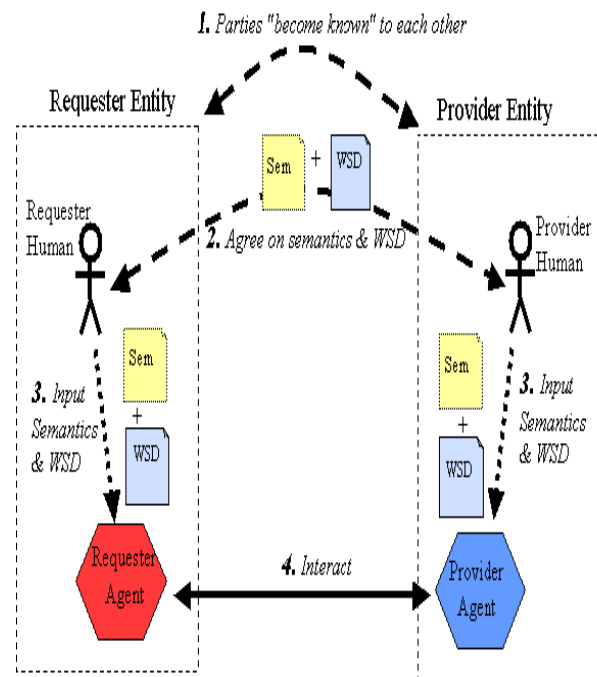 1. Parties "become known" to each other
Requester Entity
Provider Entity
Sem
+
WSD
Requester
Human
2. Agree on semantics & WSD
Provider
Human
Sem
+
WSD
3. Input
Semantics
& WSD
Sem
+
WSD
3. Input
Semantics
& WSD
Requester
Agent
4. Interact
Provider
Agent